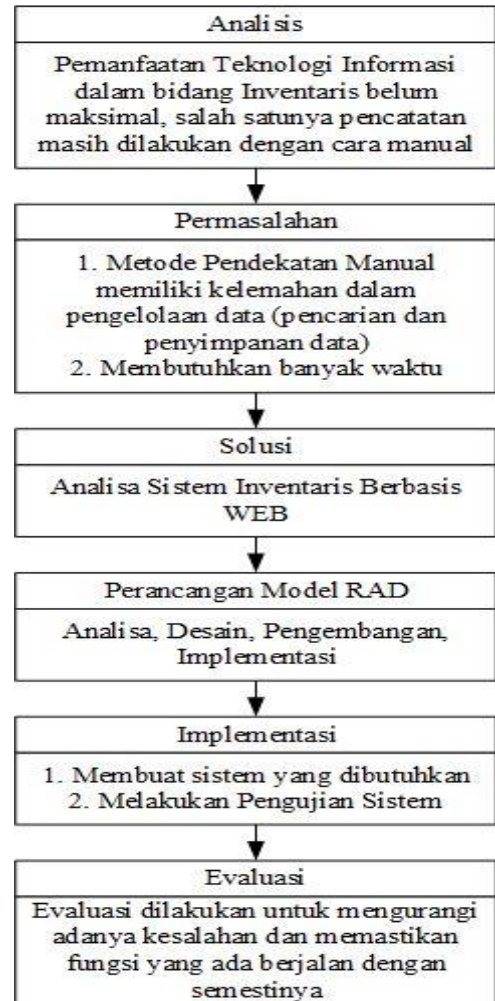 Analisis
Pemanfaatan Teknologi Informasi
dalam bidang Inventaris belum
maksimal, salah satunya pencatatan
masih dilakukan dengan cara manual
Permasalahan
1. Metode Pendekatan Manual
memiliki kelemahan dalam
pengelolaan data (pencarian dan
penyimpanan data)
2. Membutuhkan banyak waktu
Solusi
Analisa Sistem Inventaris Berbasis
WEB
Perancangan Model RAD
Analisa, Desain, Pengembangan,
Implementasi
Implementasi
1. Membuat sistem yang dibutuhkan
2. Melakukan Pengujian Sistem
Evaluasi
Evaluasi dilakukan untuk mengurangi
adanya kesalahan dan memastikan
fungsi yang ada berjalan dengan
semestinya